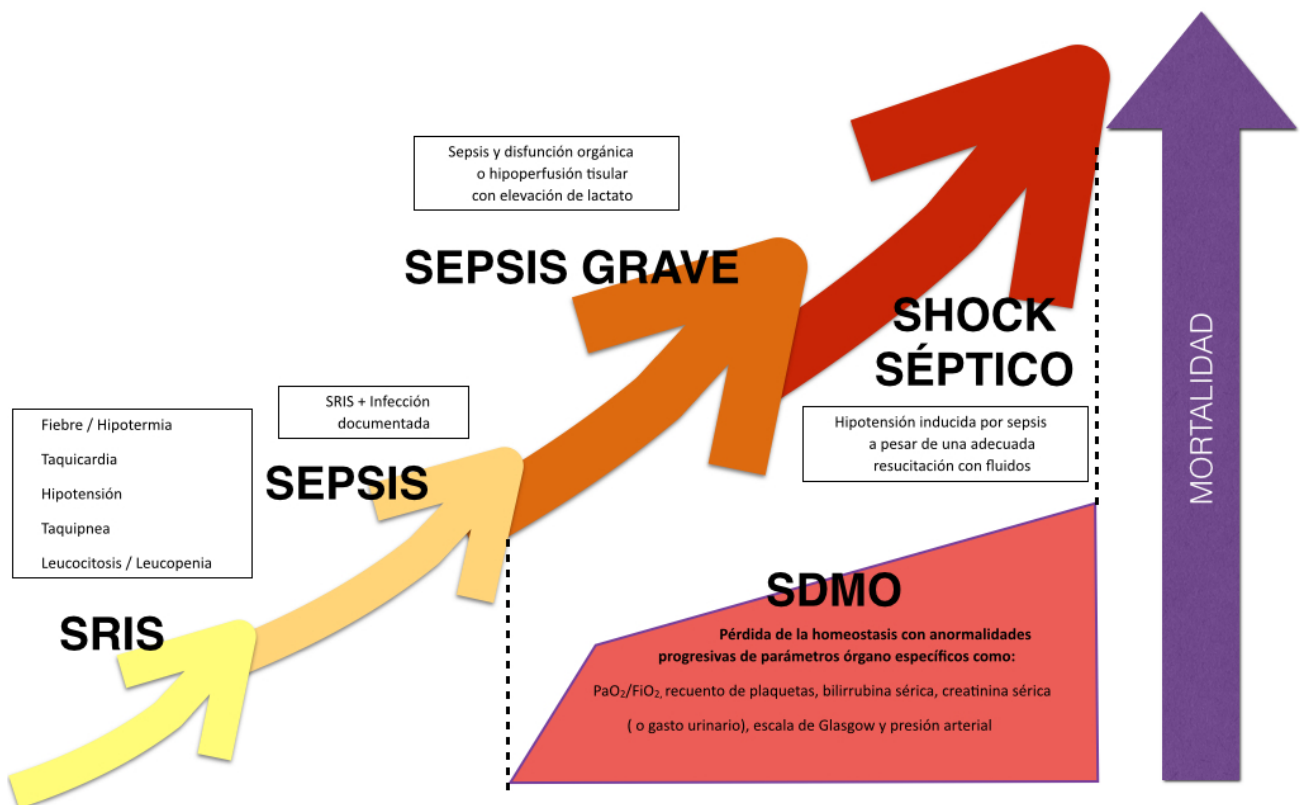 Fiebre / Hipotermia
Taquicardia
Hipotensión
Taquipnea
Leucocitosis / Leucopenia
SRIS
SRIS + Infección
documentada
SEPSIS
Sepsis y disfunción orgánica
o hipoperfusión tisular
con elevación de lactato
SEPSIS GRAVE
SHOCK
SÉPTICO
Hipotensión inducida por sepsis
a pesar de una adecuada
resucitación con fluidos
SDMO
Pérdida de la homeostasis con anormalidades
progresivas de parámetros órgano específicos como:
PaO₂/FiO₂, recuento de plaquetas, bilirrubina sérica, creatinina sérica
( o gasto urinario), escala de Glasgow y presión arterial
MORTALIDAD